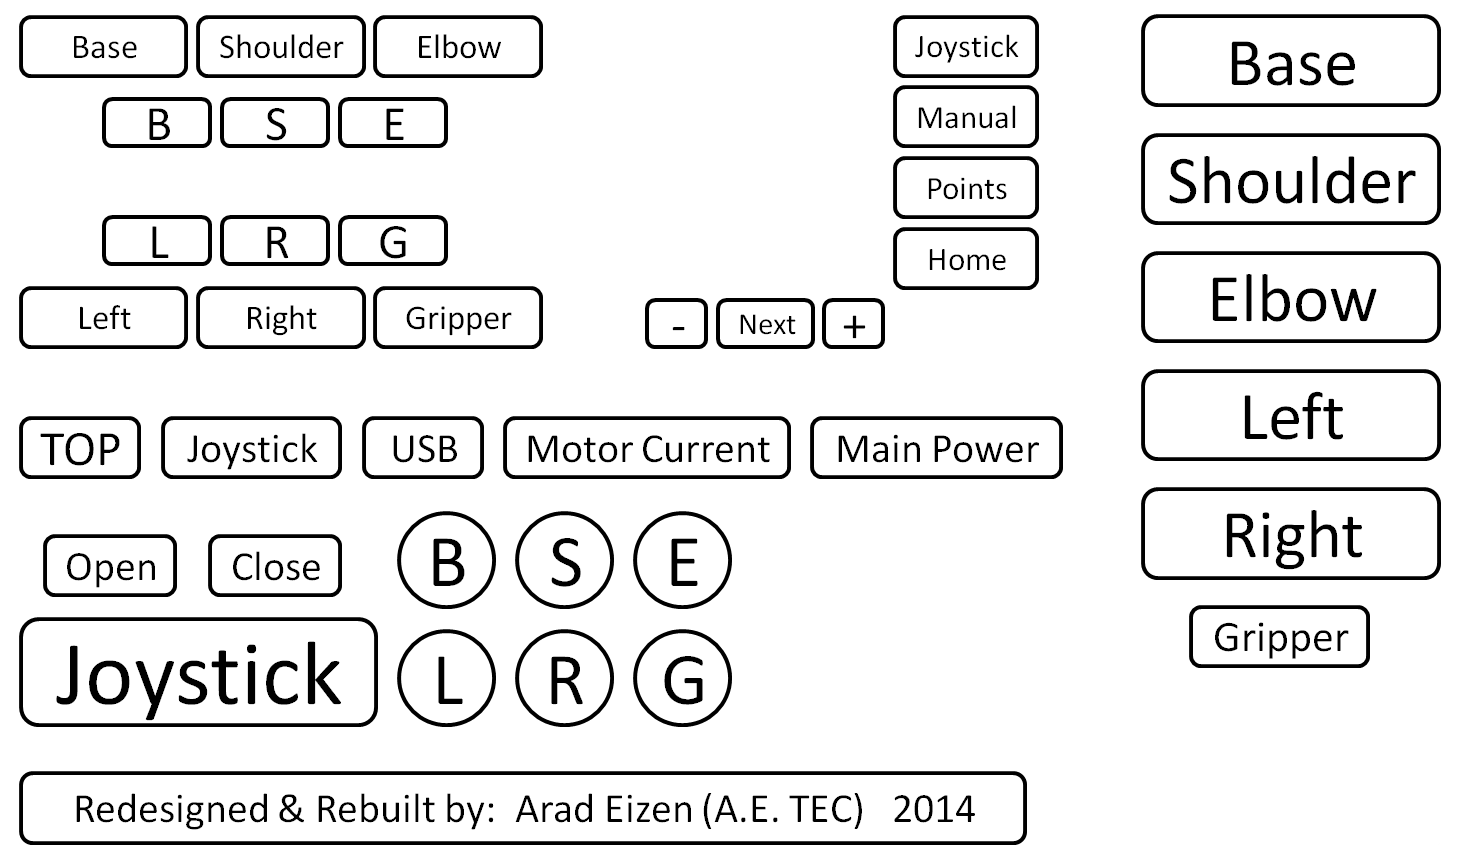 Base Shoulder Elbow
B S E
L R G
Left Right Gripper
- Next +
Joystick
Manual
Points
Home
Base
Shoulder
Elbow
Left
Right
Gripper
TOP Joystick USB Motor Current Main Power
Open Close
Joystick
B S E
L R G
Redesigned & Rebuilt by: Arad Eizen (A.E. TEC) 2014